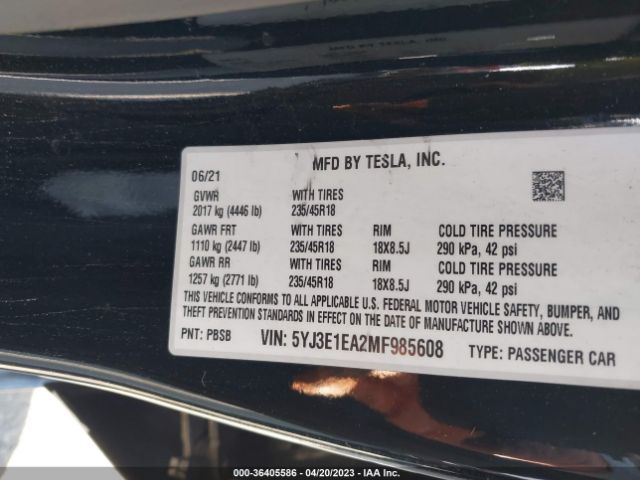 MFD BY TESLA, INC.
06/21
GVWR WITH TIRES
2017 kg (4446 lb) 235/45R18
GAWR FRT WITH TIRES RIM COLD TIRE PRESSURE
1110 kg (2447 lb) 235/45R18 18X8.5J 290 kPa, 42 psi
GAWR RR WITH TIRES RIM COLD TIRE PRESSURE
1257 kg (2771 lb) 235/45R18 18X8.5J 290 kPa, 42 psi
THIS VEHICLE CONFORMS TO ALL APPLICABLE U.S. FEDERAL MOTOR VEHICLE SAFETY, BUMPER, AND
THEFT PREVENTION STANDARDS IN EFFECT ON THE DATE OF MANUFACTURE SHOWN ABOVE.
PNT: PBSB VIN: 5YJ3E1EA2MF985608 TYPE: PASSENGER CAR
000-36405586 - 04/20/2023 - IAA Inc.